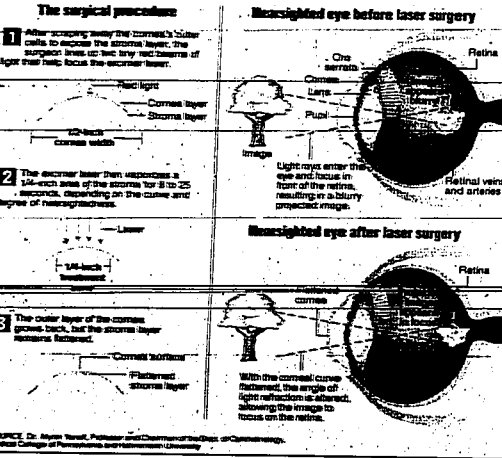 The surgical procedure
1 After scraping away the cornea's outer
cells to expose the stroma layer, the
surgeon lines up two tiny red beams of
light that help focus the excimer laser.
Red light
Cornea layer
Stroma layer
1/2-inch
cornea width
2 The excimer laser then vaporizes a
1/4-inch area of the stroma for 8 to 25
seconds, depending on the curve and
degree of nearsightedness.
Laser
1/4-inch
treatment
3 The outer layer of the cornea
grows back, but the stroma layer
remains flattened.
Cornea surface
Flattened
stroma layer
Nearsighted eye before laser surgery
Ora
serrata
Cornea
Lens
Pupil
Image
Retina
Light rays enter the
eye and focus in
front of the retina,
resulting in a blurry
projected image.
Retinal veins
and arteries
Nearsighted eye after laser surgery
Flattened
cornea
Retina
With the corneal curve
flattened, the angle of
light refraction is altered,
allowing the image to
focus on the retina.
SOURCE: Dr. Myron Yanoff, Professor and Chairman of the Dept. of Ophthalmology,
Medical College of Pennsylvania and Hahnemann University